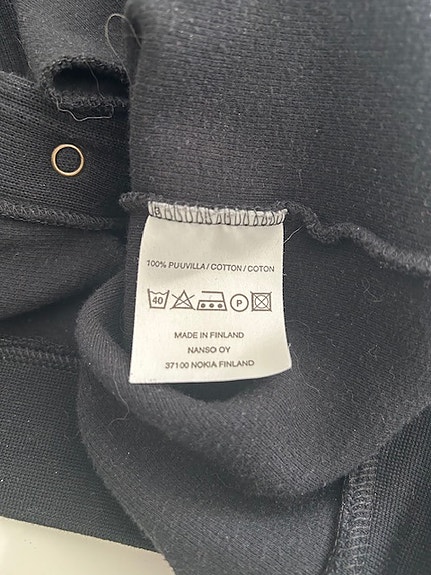 100% PUUVILLA / COTTON / COTON
40 P
MADE IN FINLAND
NANSO OY
37100 NOKIA FINLAND